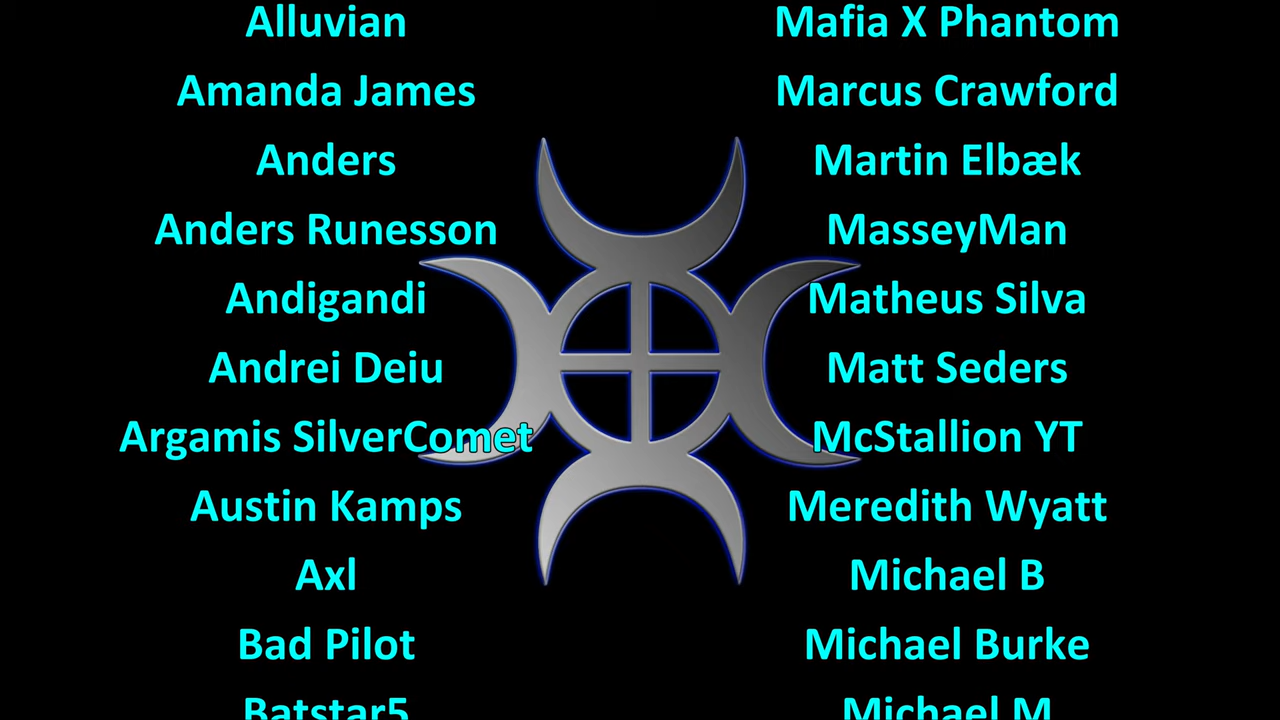 Alluvian
Amanda James
Anders
Anders Runesson
Andigandi
Andrei Deiu
Argamis SilverComet
Austin Kamps
Axl
Bad Pilot
Batstar5
Mafia X Phantom
Marcus Crawford
Martin Elbæk
MasseyMan
Matheus Silva
Matt Seders
McStallion YT
Meredith Wyatt
Michael B
Michael Burke
Michael M